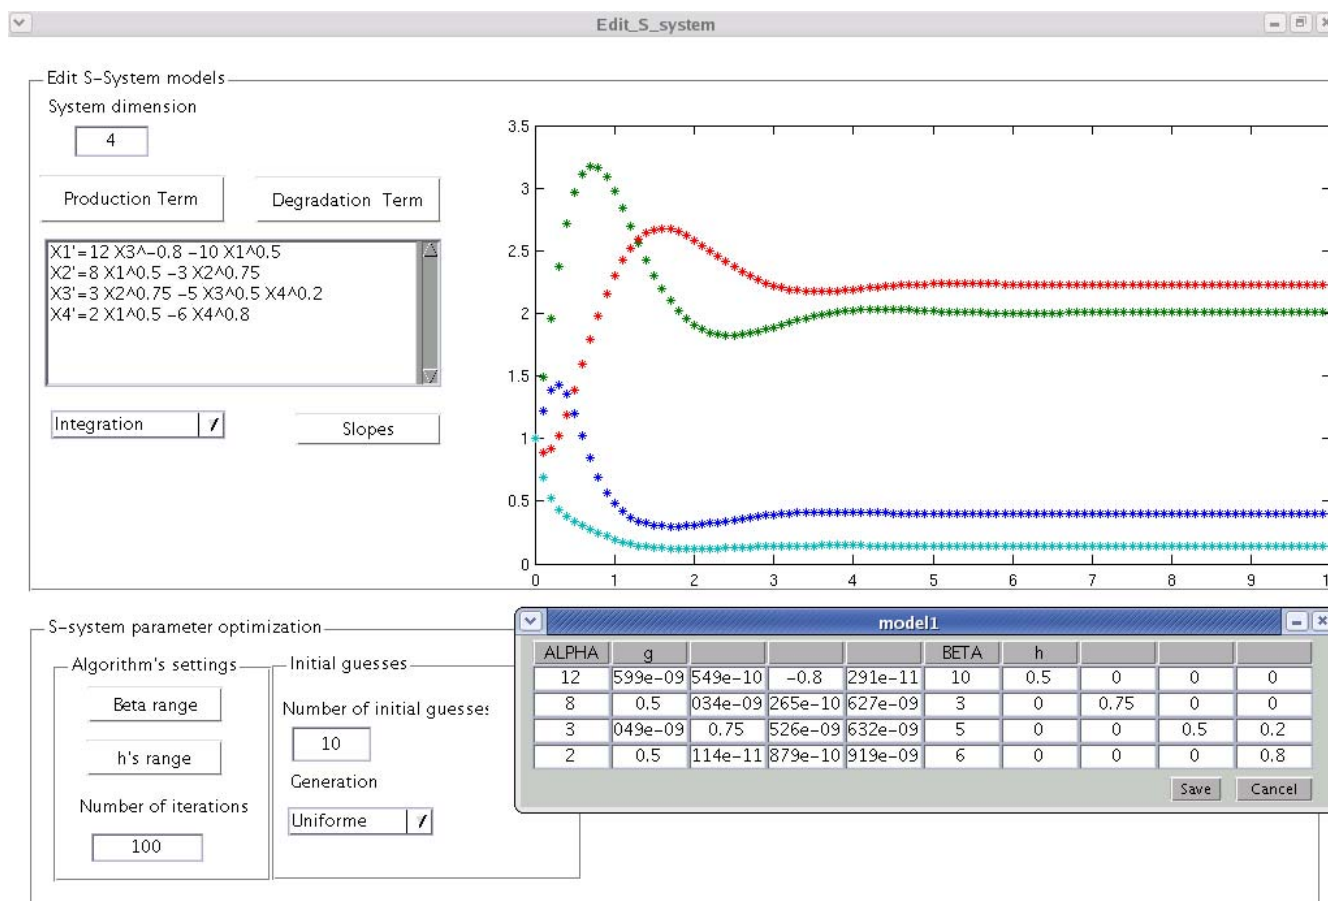 Edit_S_system
Edit S-System models
System dimension
4
Production Term
Degradation Term
X1'=12 X3^-0.8 -10 X1^0.5
X2'=8 X1^0.5 -3 X2^0.75
X3'=3 X2^0.75 -5 X3^0.5 X4^0.2
X4'=2 X1^0.5 -6 X4^0.8
Integration
Slopes
3.5
3
2.5
2
1.5
1
0.5
0
0 1 2 3 4 5 6 7 8 9 1
S-system parameter optimization
Algorithm's settings
Beta range
h's range
Number of iterations
100
Initial guesses
Number of initial guesses
10
Generation
Uniforme
model1
ALPHA g BETA h
12 599e-09 549e-10 -0.8 291e-11 10 0.5 0 0 0
8 0.5 034e-09 265e-10 627e-09 3 0 0.75 0 0
3 049e-09 0.75 526e-09 632e-09 5 0 0 0.5 0.2
2 0.5 114e-11 879e-10 919e-09 6 0 0 0 0.8
Save Cancel